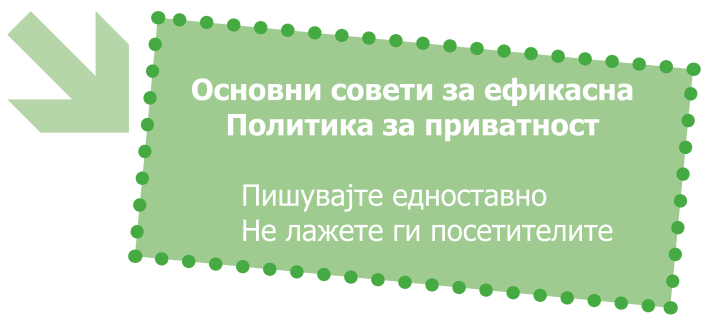 Основни совети за ефикасна
Политика за приватност
Пишувајте едноставно
Не лажете ги посетителите